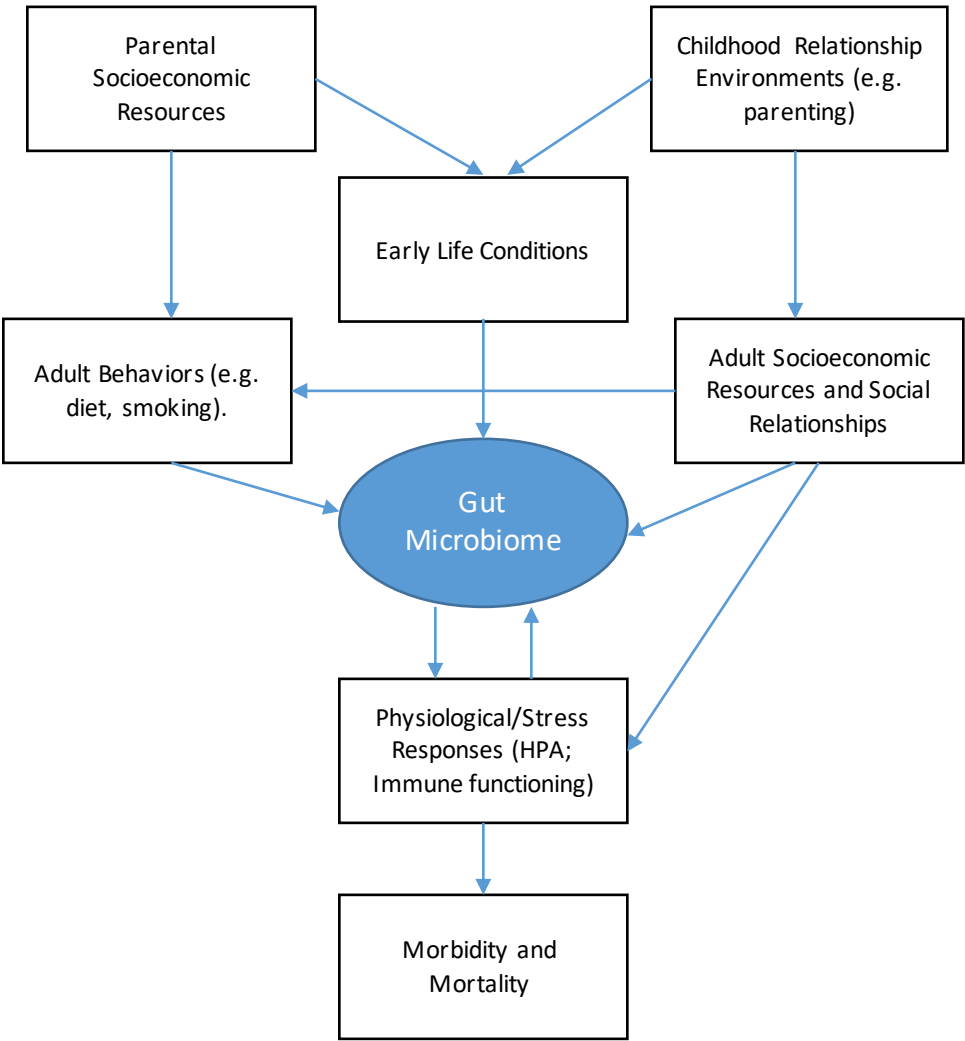 Parental
Socioeconomic
Resources
Childhood Relationship
Environments (e.g.
parenting)
Early Life Conditions
Adult Behaviors (e.g.
diet, smoking).
Adult Socioeconomic
Resources and Social
Relationships
Gut
Microbiome
Physiological/Stress
Responses (HPA;
Immune functioning)
Morbidity and
Mortality